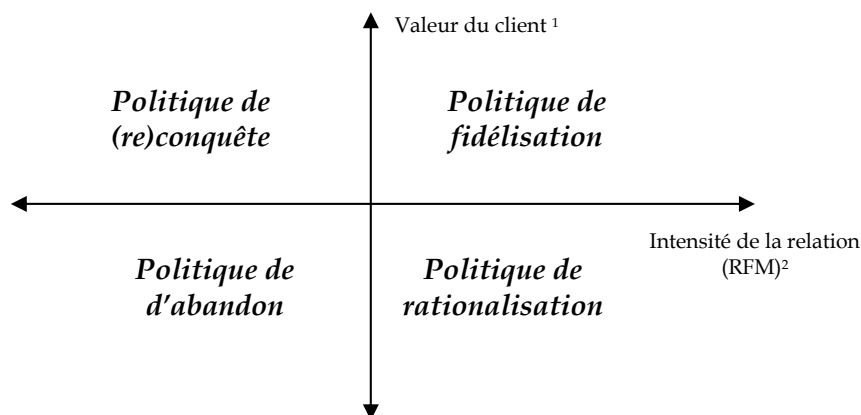 Valeur du client ¹
Politique de
(re)conquête
Politique de
fidélisation
Intensité de la relation
(RFM)²
Politique de
d'abandon
Politique de
rationalisation